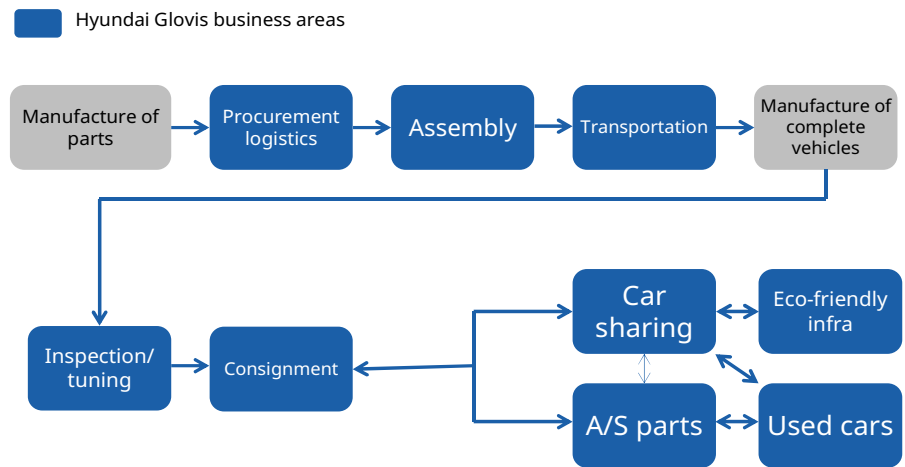 Hyundai Glovis business areas
Manufacture of
parts
Procurement
logistics
Assembly
Transportation
Manufacture of
complete
vehicles
Inspection/
tuning
Consignment
Car
sharing
Eco-friendly
infra
A/S parts
Used cars